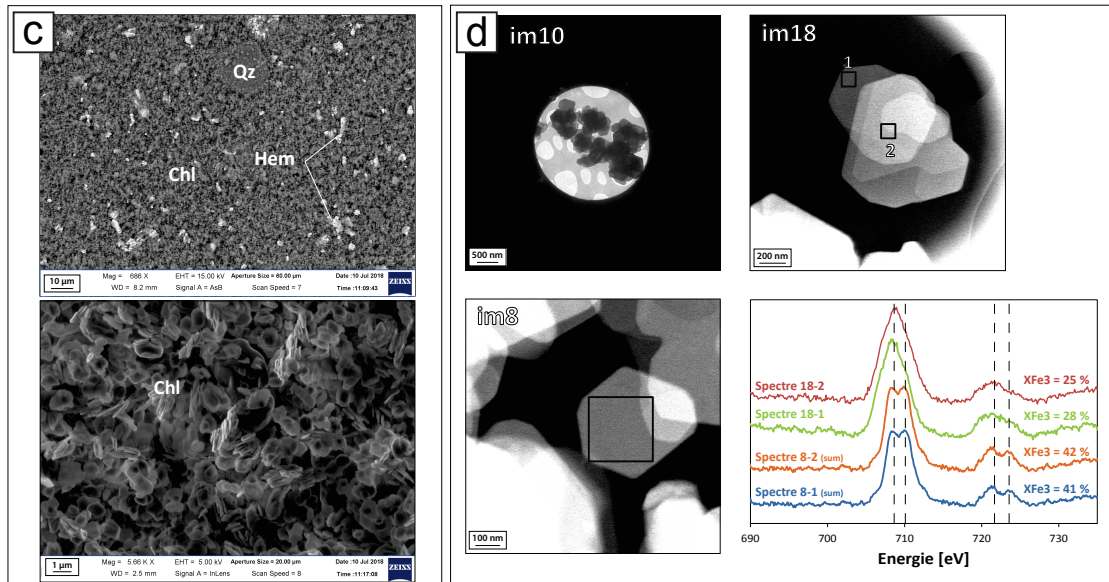 c
Qz
Hem
Chl
10 µm
Mag = 686 X
EHT = 15.00 kV
Aperture Size = 60.00 µm
Date :10 Jul 2018
WD = 8.2 mm
Signal A = AsB
Scan Speed = 7
Time :11:09:43
ZEISS
Chl
1 µm
Mag = 5.66 K X
EHT = 5.00 kV
Aperture Size = 20.00 µm
Date :10 Jul 2018
WD = 2.5 mm
Signal A = InLens
Scan Speed = 8
Time :11:17:08
ZEISS
d
im10
500 nm
im18
1
2
200 nm
im8
100 nm
Spectre 18-2
XFe3 = 25 %
Spectre 18-1
XFe3 = 28 %
Spectre 8-2 (sum)
XFe3 = 42 %
Spectre 8-1 (sum)
XFe3 = 41 %
690 700 710 720 730
Energie [eV]